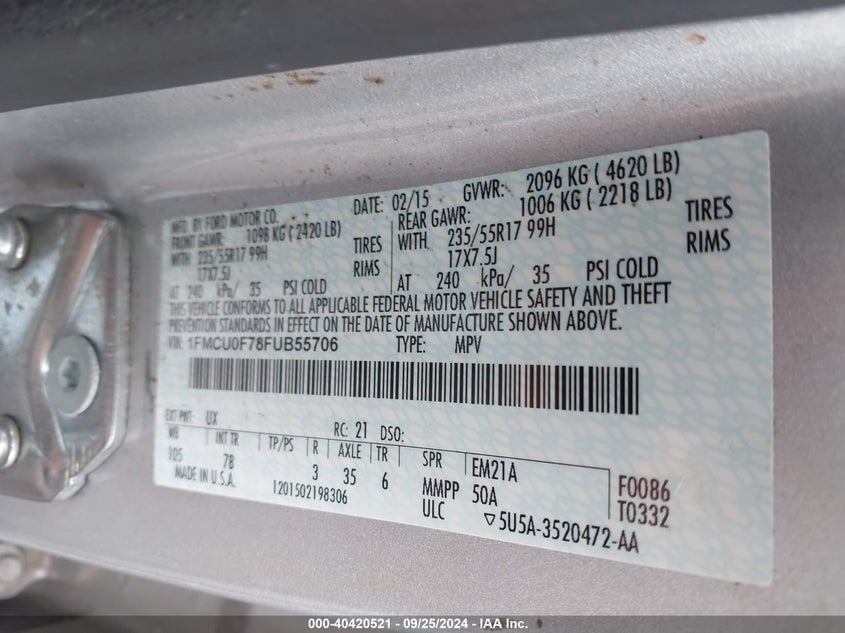 MFD. BY FORD MOTOR CO.
DATE: 02/15 GVWR: 2096 KG ( 4620 LB)
FRONT GAWR: 1098 KG ( 2420 LB)
REAR GAWR: 1006 KG ( 2218 LB)
WITH 235/55R17 99H TIRES
WITH 235/55R17 99H TIRES
17X7.5J RIMS
17X7.5J RIMS
AT 240 kPa/ 35 PSI COLD
AT 240 kPa/ 35 PSI COLD
THIS VEHICLE CONFORMS TO ALL APPLICABLE FEDERAL MOTOR VEHICLE SAFETY AND THEFT
PREVENTION STANDARDS IN EFFECT ON THE DATE OF MANUFACTURE SHOWN ABOVE.
VIN: 1FMCU0F78FUB55706 TYPE: MPV
EXT PNT: UX RC: 21 DSO:
WB INT TR TP/PS R AXLE TR SPR EM21A
105 7B 3 35 6 MMPP 50A F0086
MADE IN U.S.A. 1201502198306 ULC ▽5U5A-3520472-AA T0332
000-40420521 - 09/25/2024 - IAA Inc.